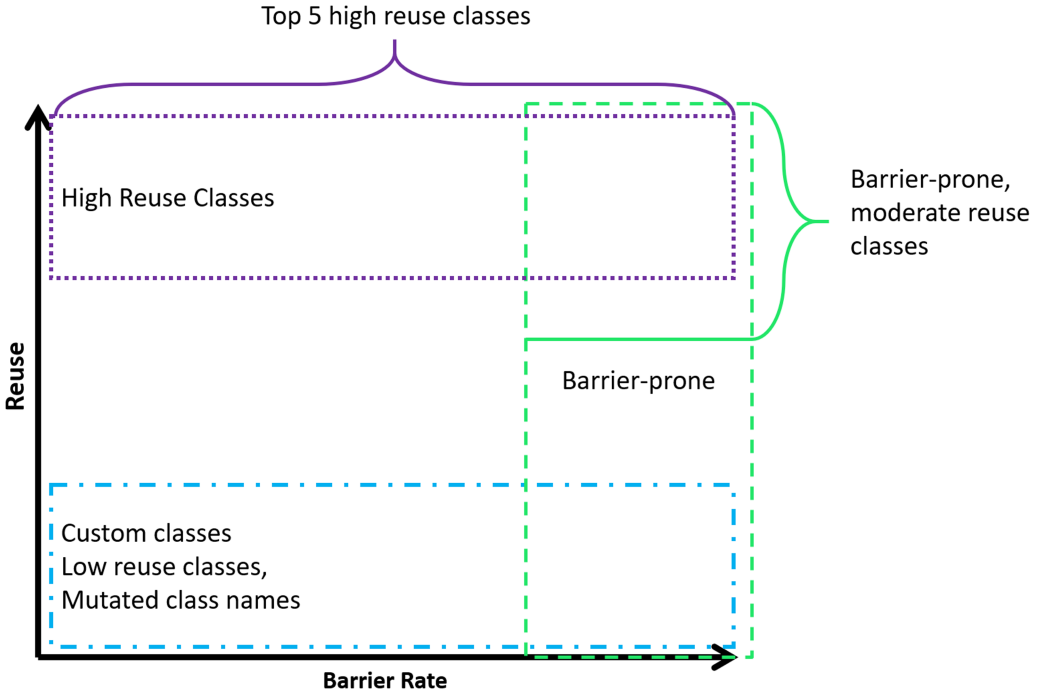 Top 5 high reuse classes
High Reuse Classes
Barrier-prone,
moderate reuse
classes
Reuse
Barrier-prone
Custom classes
Low reuse classes,
Mutated class names
Barrier Rate